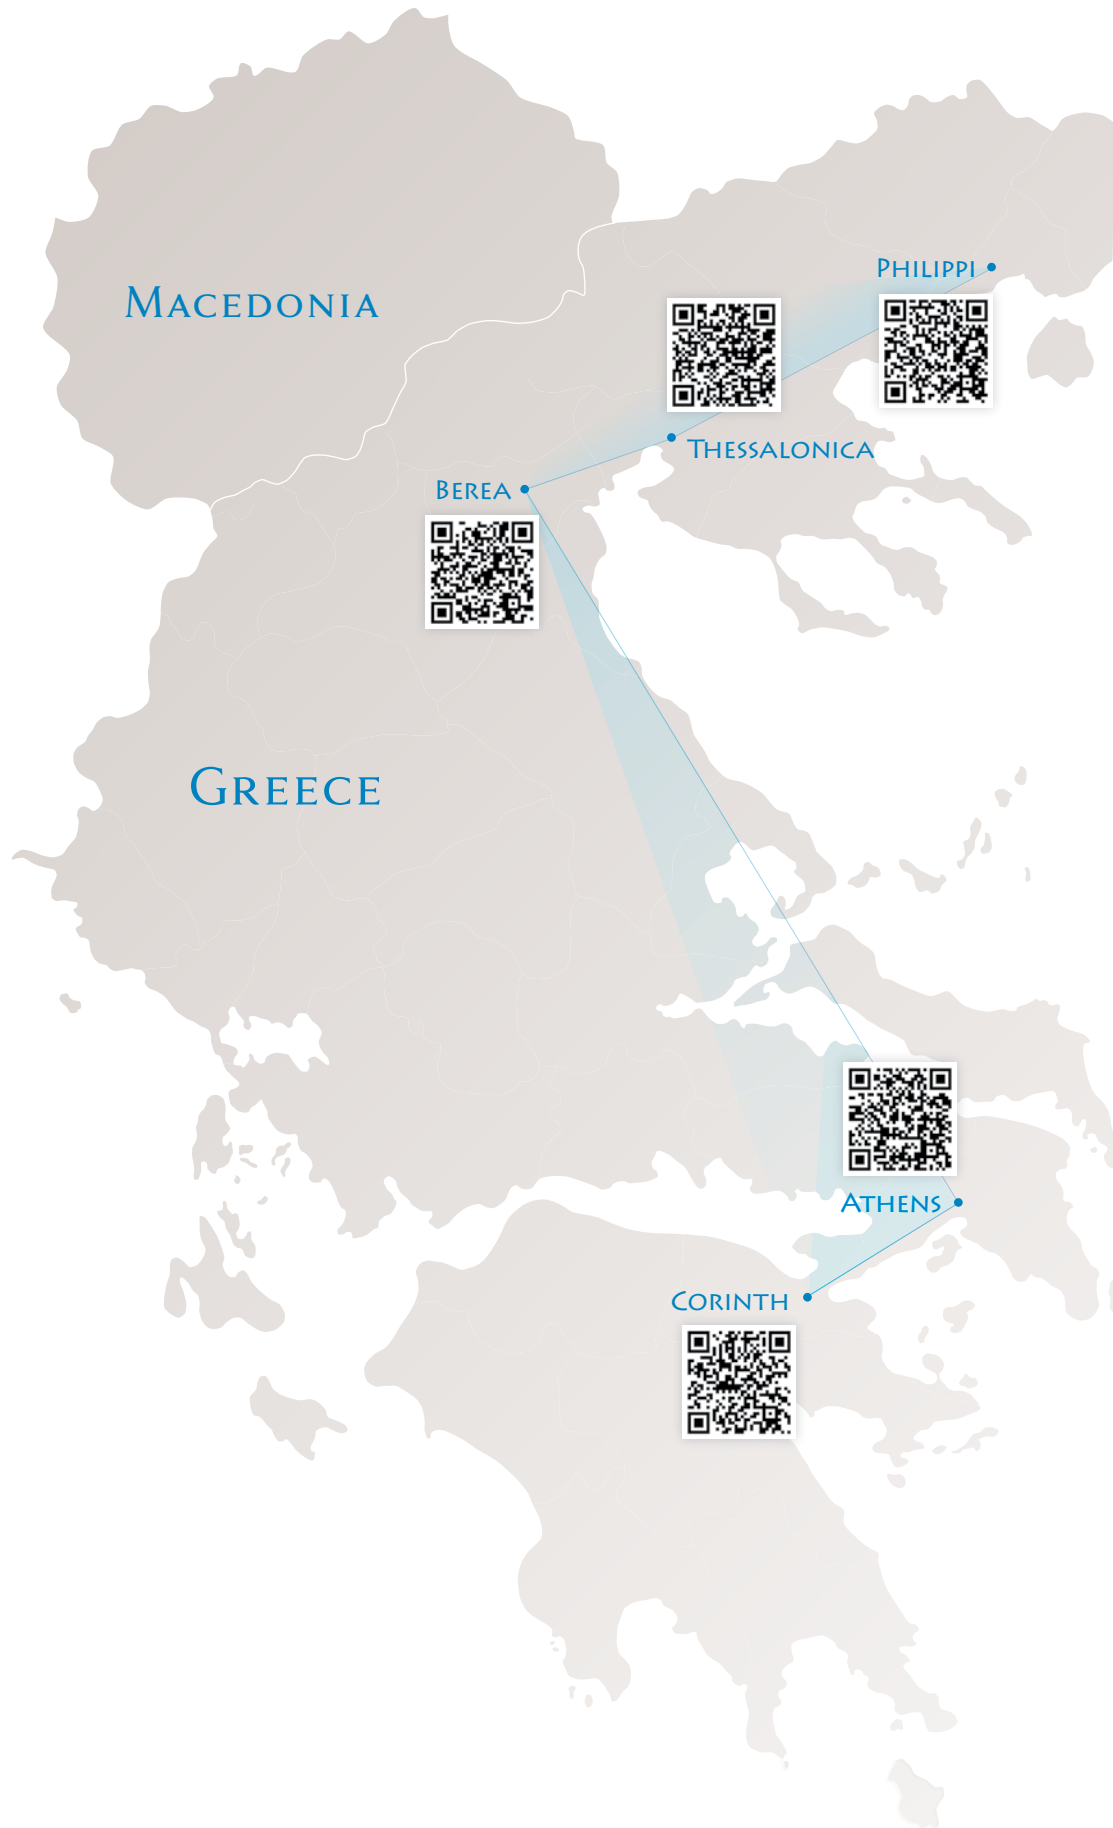 Philippi
Macedonia
Thessalonica
Berea
Greece
Athens
Corinth